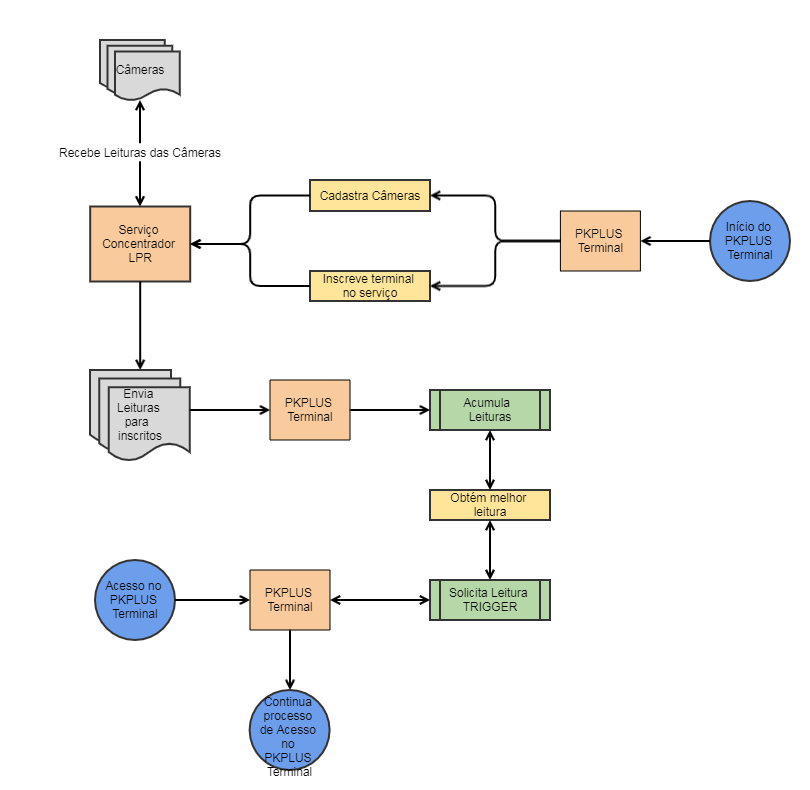 Câmeras
Recebe Leituras das Câmeras
Serviço
Concentrador
LPR
Cadastra Câmeras
Inscreve terminal
no serviço
PKPLUS
Terminal
Início do
PKPLUS
Terminal
Envia
Leituras
para
inscritos
PKPLUS
Terminal
Acumula
Leituras
Obtém melhor
leitura
Acesso no
PKPLUS
Terminal
PKPLUS
Terminal
Solicita Leitura
TRIGGER
Continua
processo
de Acesso
no
PKPLUS
Terminal